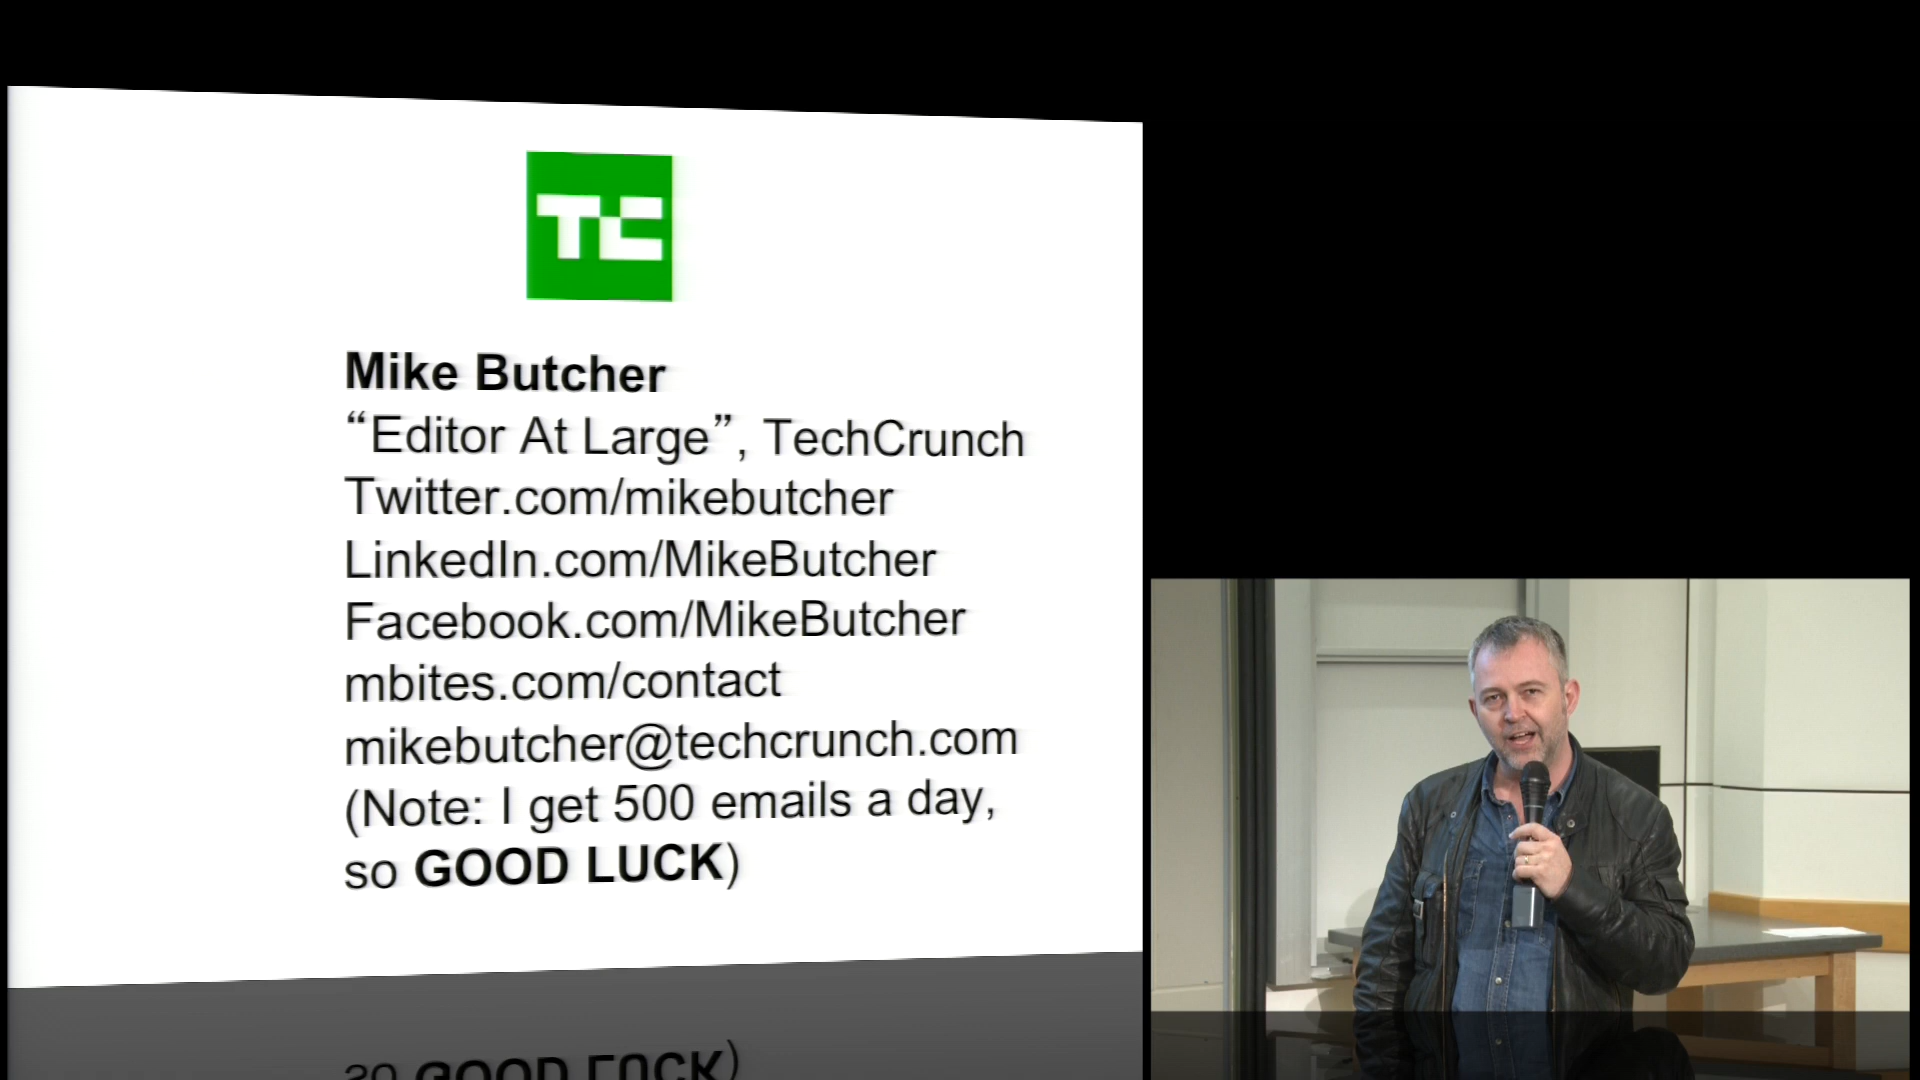 TC
Mike Butcher
“Editor At Large”, TechCrunch
Twitter.com/mikebutcher
LinkedIn.com/MikeButcher
Facebook.com/MikeButcher
mbites.com/contact
mikebutcher@techcrunch.com
(Note: I get 500 emails a day,
so GOOD LUCK)